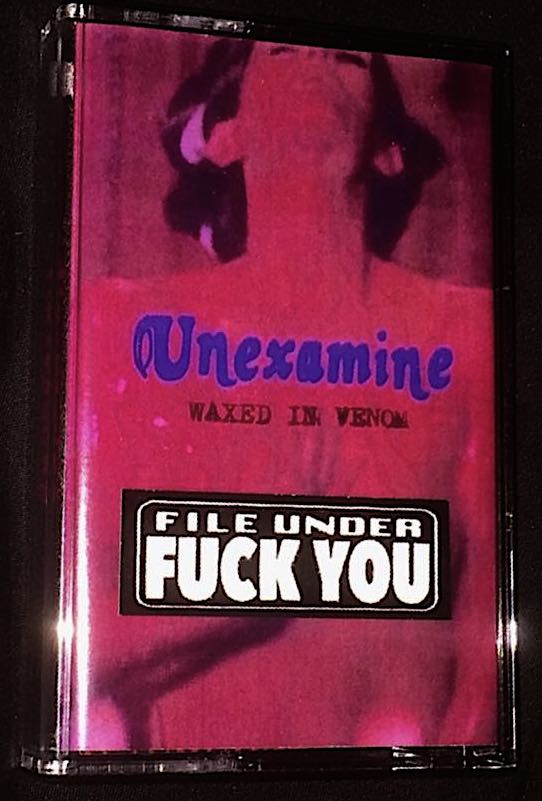 Unexamine
WAXED IN VENOM
FILE UNDER
FUCK YOU